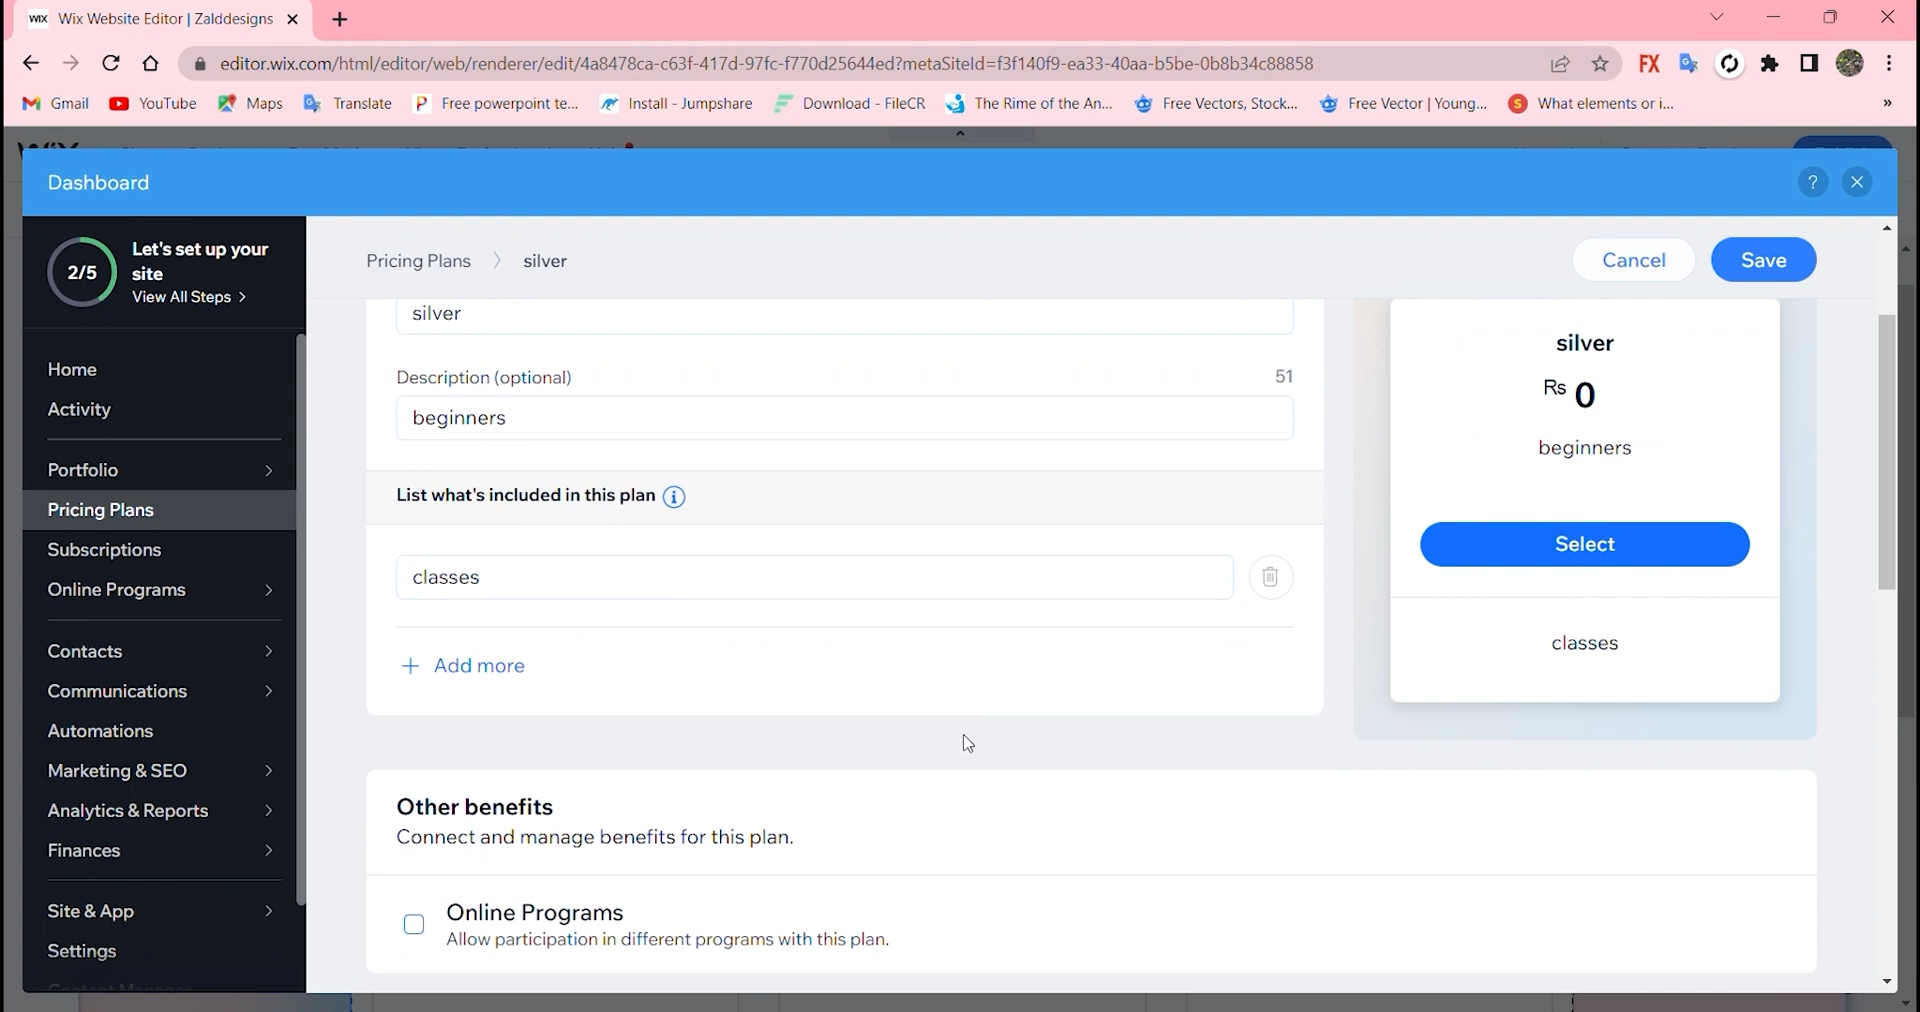 WIX Wix Website Editor | Zalddesigns
editor.wix.com/html/editor/web/renderer/edit/4a8478ca-c63f-417d-97fc-f770d25644ed?metaSiteId=f3f140f9-ea33-40aa-b5be-0b8b34c88858
FX
Gmail YouTube Maps Translate Free powerpoint te... Install - Jumpshare Download - FileCR The Rime of the An... Free Vectors, Stock... Free Vector | Young... What elements or i... »
Dashboard
?
2/5
Let's set up your
site
View All Steps >
Pricing Plans > silver
Cancel
Save
Home
Activity
Portfolio
Pricing Plans
Subscriptions
Online Programs
Contacts
Communications
Automations
Marketing & SEO
Analytics & Reports
Finances
Site & App
Settings
silver
Description (optional) 51
beginners
List what's included in this plan
classes
+ Add more
silver
Rs 0
beginners
Select
classes
Other benefits
Connect and manage benefits for this plan.
Online Programs
Allow participation in different programs with this plan.